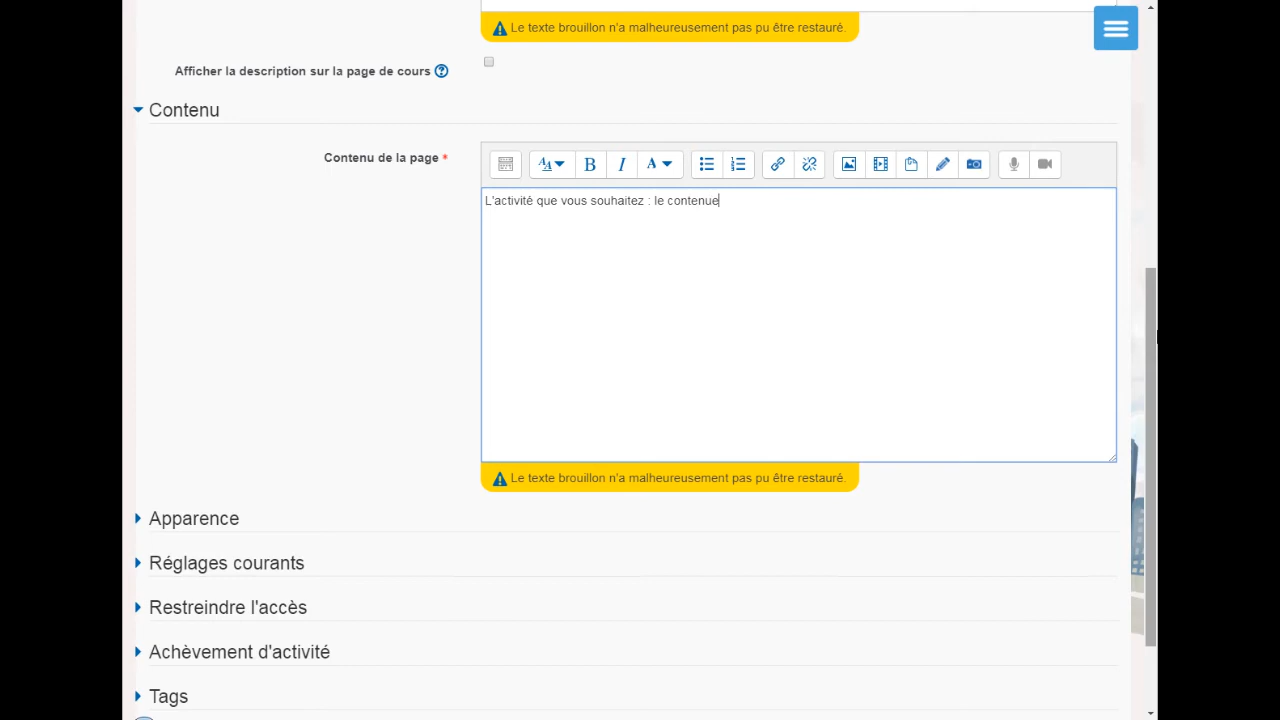 Le texte brouillon n'a malheureusement pas pu être restauré.
Afficher la description sur la page de cours
Contenu
Contenu de la page *
L'activité que vous souhaitez : le contenue
Le texte brouillon n'a malheureusement pas pu être restauré.
Apparence
Réglages courants
Restreindre l'accès
Achèvement d'activité
Tags